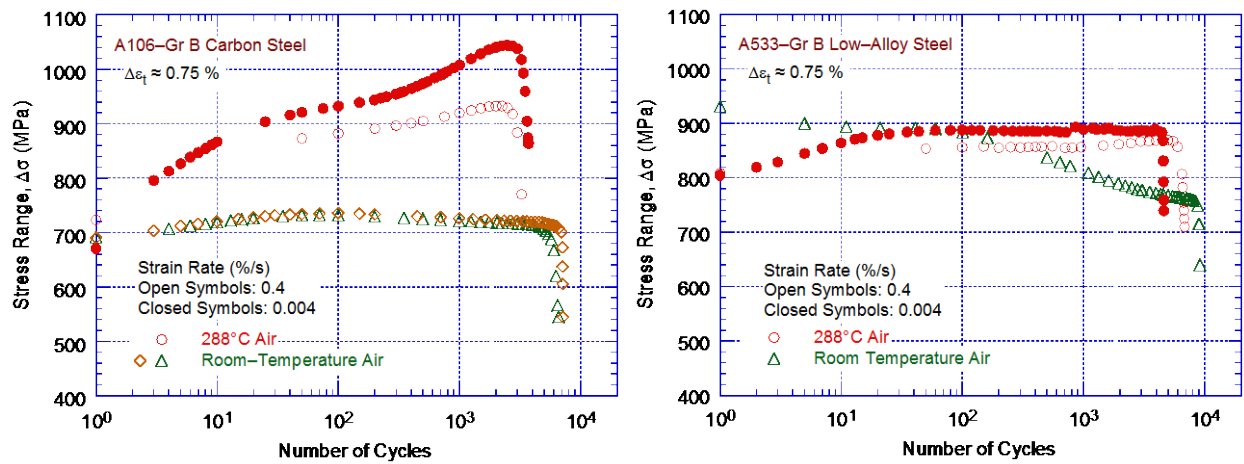 A106–Gr B Carbon Steel
Δεt ≈ 0.75 %
Stress Range, Δσ (MPa)
1100
1000
900
800
700
600
500
400
Strain Rate (%/s)
Open Symbols: 0.4
Closed Symbols: 0.004
288°C Air
Room–Temperature Air
10^0
10^1
10^2
10^3
10^4
Number of Cycles
A533–Gr B Low–Alloy Steel
Δεt ≈ 0.75 %
Stress Range, Δσ (MPa)
1100
1000
900
800
700
600
500
400
Strain Rate (%/s)
Open Symbols: 0.4
Closed Symbols: 0.004
288°C Air
Room Temperature Air
10^0
10^1
10^2
10^3
10^4
Number of Cycles